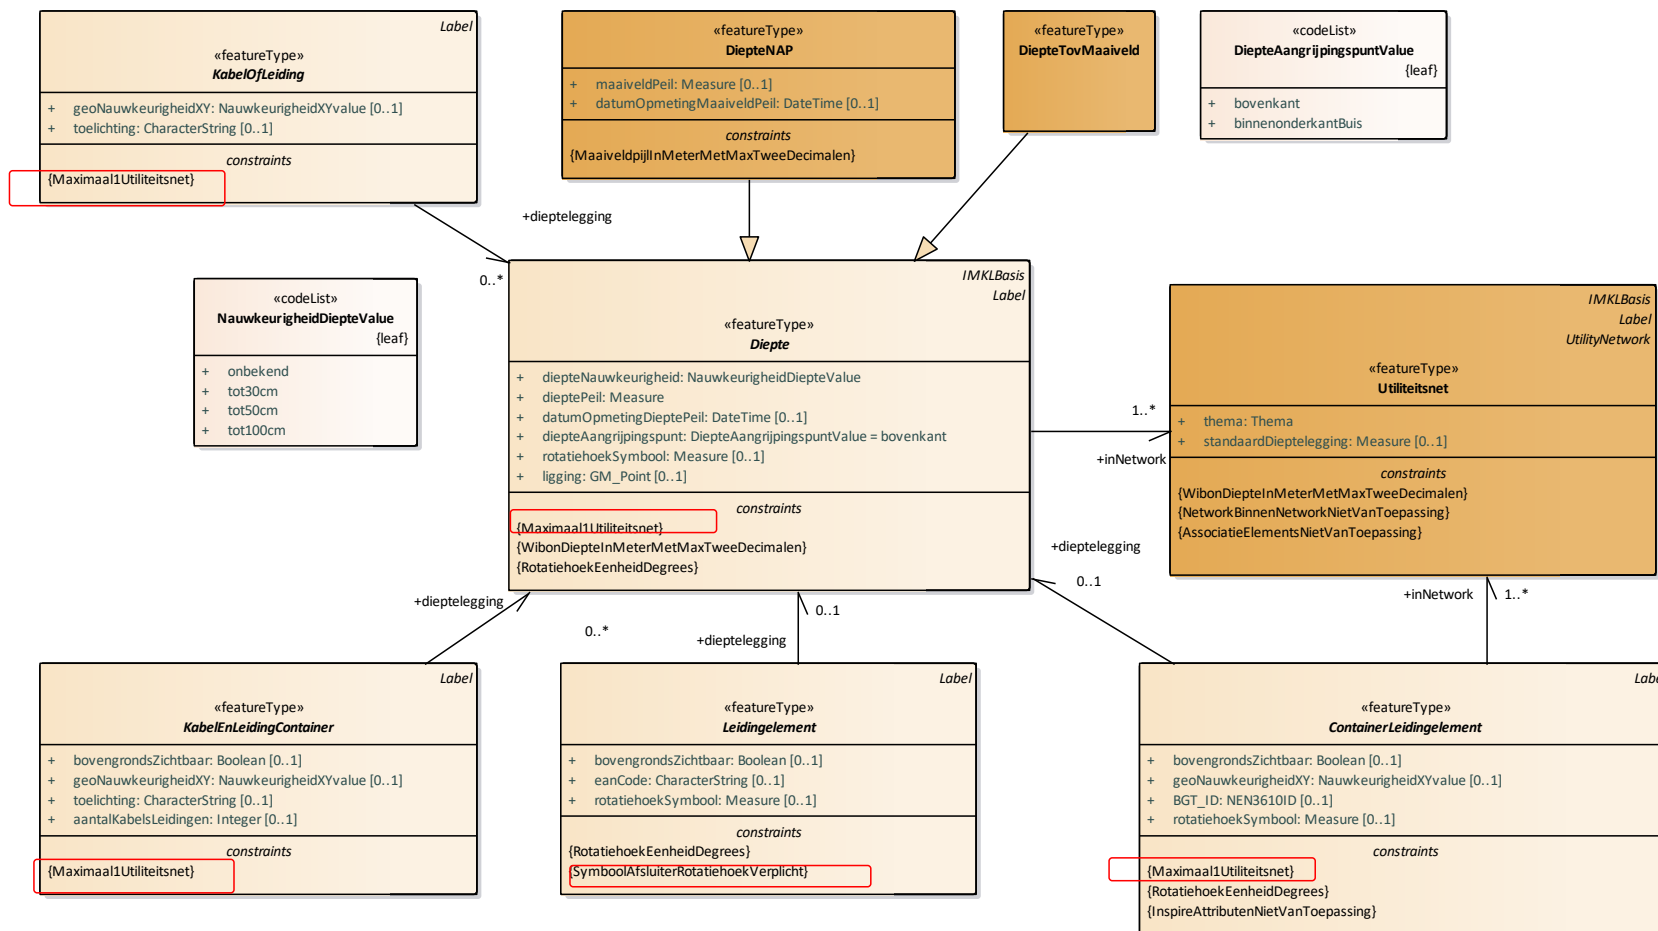 Label
«featureType»
KabelOfLeiding
+ geoNauwkeurigheidXY: NauwkeurigheidXYvalue [0..1]
+ toelichting: CharacterString [0..1]
constraints
{Maximaal1Utiliteitsnet}
«featureType»
DiepteNAP
+ maaiveldPeil: Measure [0..1]
+ datumOpmetingMaaiveldPeil: DateTime [0..1]
constraints
{MaaiveldpijlInMeterMetMaxTweeDecimalen}
«featureType»
DiepteTovMaaiveld
«codeList»
DiepteAangrijpingspuntValue
{leaf}
+ bovenkant
+ binnenonderkantBuis
+dieptelegging
0..*
«codeList»
NauwkeurigheidDiepteValue
{leaf}
+ onbekend
+ tot30cm
+ tot50cm
+ tot100cm
IMKLBasis
Label
«featureType»
Diepte
+ diepteNauwkeurigheid: NauwkeurigheidDiepteValue
+ dieptePeil: Measure
+ datumOpmetingDieptePeil: DateTime [0..1]
+ diepteAangrijpingspunt: DiepteAangrijpingspuntValue = bovenkant
+ rotatiehoekSymbool: Measure [0..1]
+ ligging: GM_Point [0..1]
constraints
{Maximaal1Utiliteitsnet}
{WibonDiepteInMeterMetMaxTweeDecimalen}
{RotatiehoekEenheidDegrees}
1..*
+inNetwork
IMKLBasis
Label
UtilityNetwork
«featureType»
Utiliteitsnet
+ thema: Thema
+ standaardDieptelegging: Measure [0..1]
constraints
{WibonDiepteInMeterMetMaxTweeDecimalen}
{NetworkBinnenNetworkNietVanToepassing}
{AssociatieElementsNietVanToepassing}
+dieptelegging
0..1
+inNetwork
1..*
+dieptelegging
0..*
0..1
+dieptelegging
Label
«featureType»
KabelEnLeidingContainer
+ bovengrondsZichtbaar: Boolean [0..1]
+ geoNauwkeurigheidXY: NauwkeurigheidXYvalue [0..1]
+ toelichting: CharacterString [0..1]
+ aantalKabelsLeidingen: Integer [0..1]
constraints
{Maximaal1Utiliteitsnet}
Label
«featureType»
Leidingelement
+ bovengrondsZichtbaar: Boolean [0..1]
+ eanCode: CharacterString [0..1]
+ rotatiehoekSymbool: Measure [0..1]
constraints
{RotatiehoekEenheidDegrees}
{SymboolAfsluiterRotatiehoekVerplicht}
Labe
«featureType»
ContainerLeidingelement
+ bovengrondsZichtbaar: Boolean [0..1]
+ geoNauwkeurigheidXY: NauwkeurigheidXYvalue [0..1]
+ BGT_ID: NEN3610ID [0..1]
+ rotatiehoekSymbool: Measure [0..1]
constraints
{Maximaal1Utiliteitsnet}
{RotatiehoekEenheidDegrees}
{InspireAttributenNietVanToepassing}